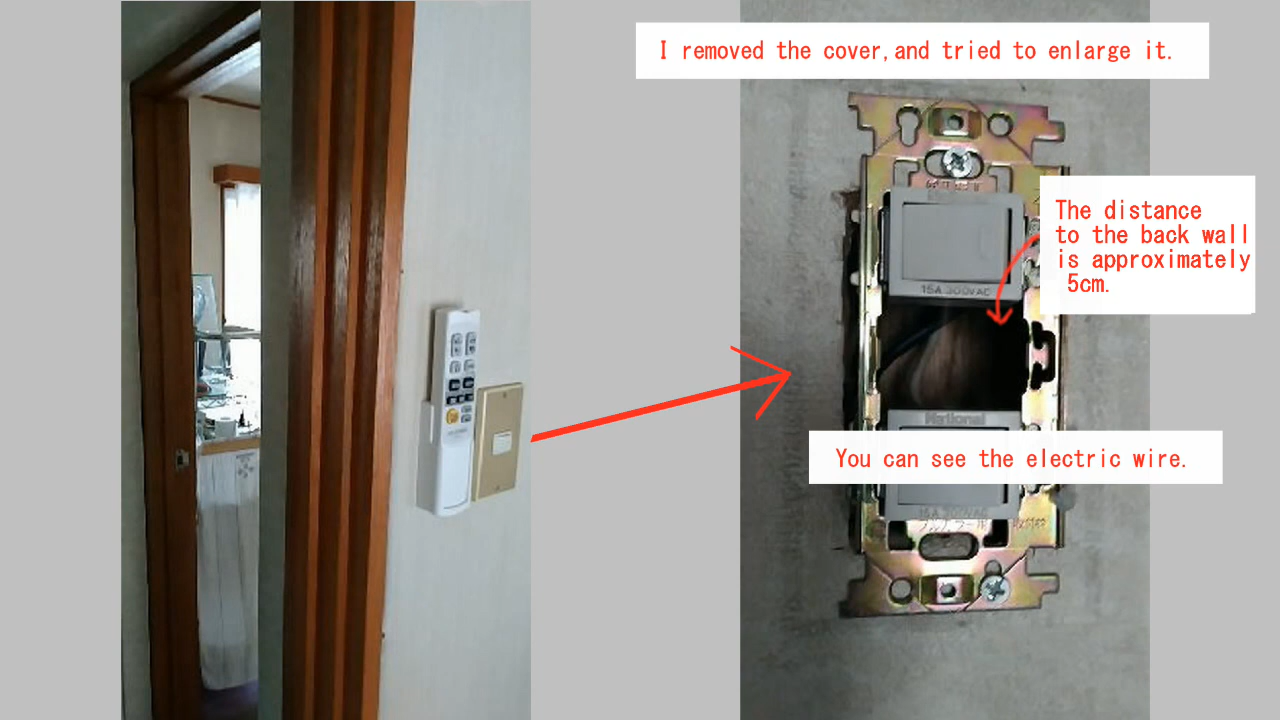 I removed the cover,and tried to enlarge it.
The distance
to the back wall
is approximately
5cm.
15A 300VAC
National
You can see the electric wire.
15A 300VAC